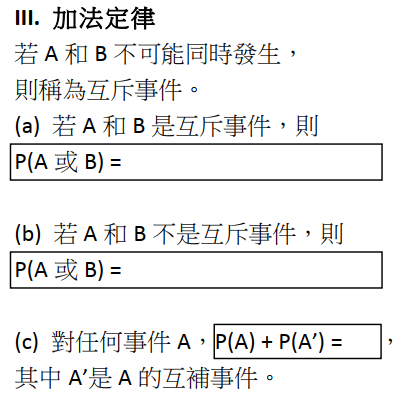 III. 加法定律
若 A 和 B 不可能同時發生，
則稱為互斥事件。
(a) 若 A 和 B 是互斥事件，則
P(A 或 B) =
(b) 若 A 和 B 不是互斥事件，則
P(A 或 B) =
(c) 對任何事件 A，P(A) + P(A’) = ，
其中 A’是 A 的互補事件。